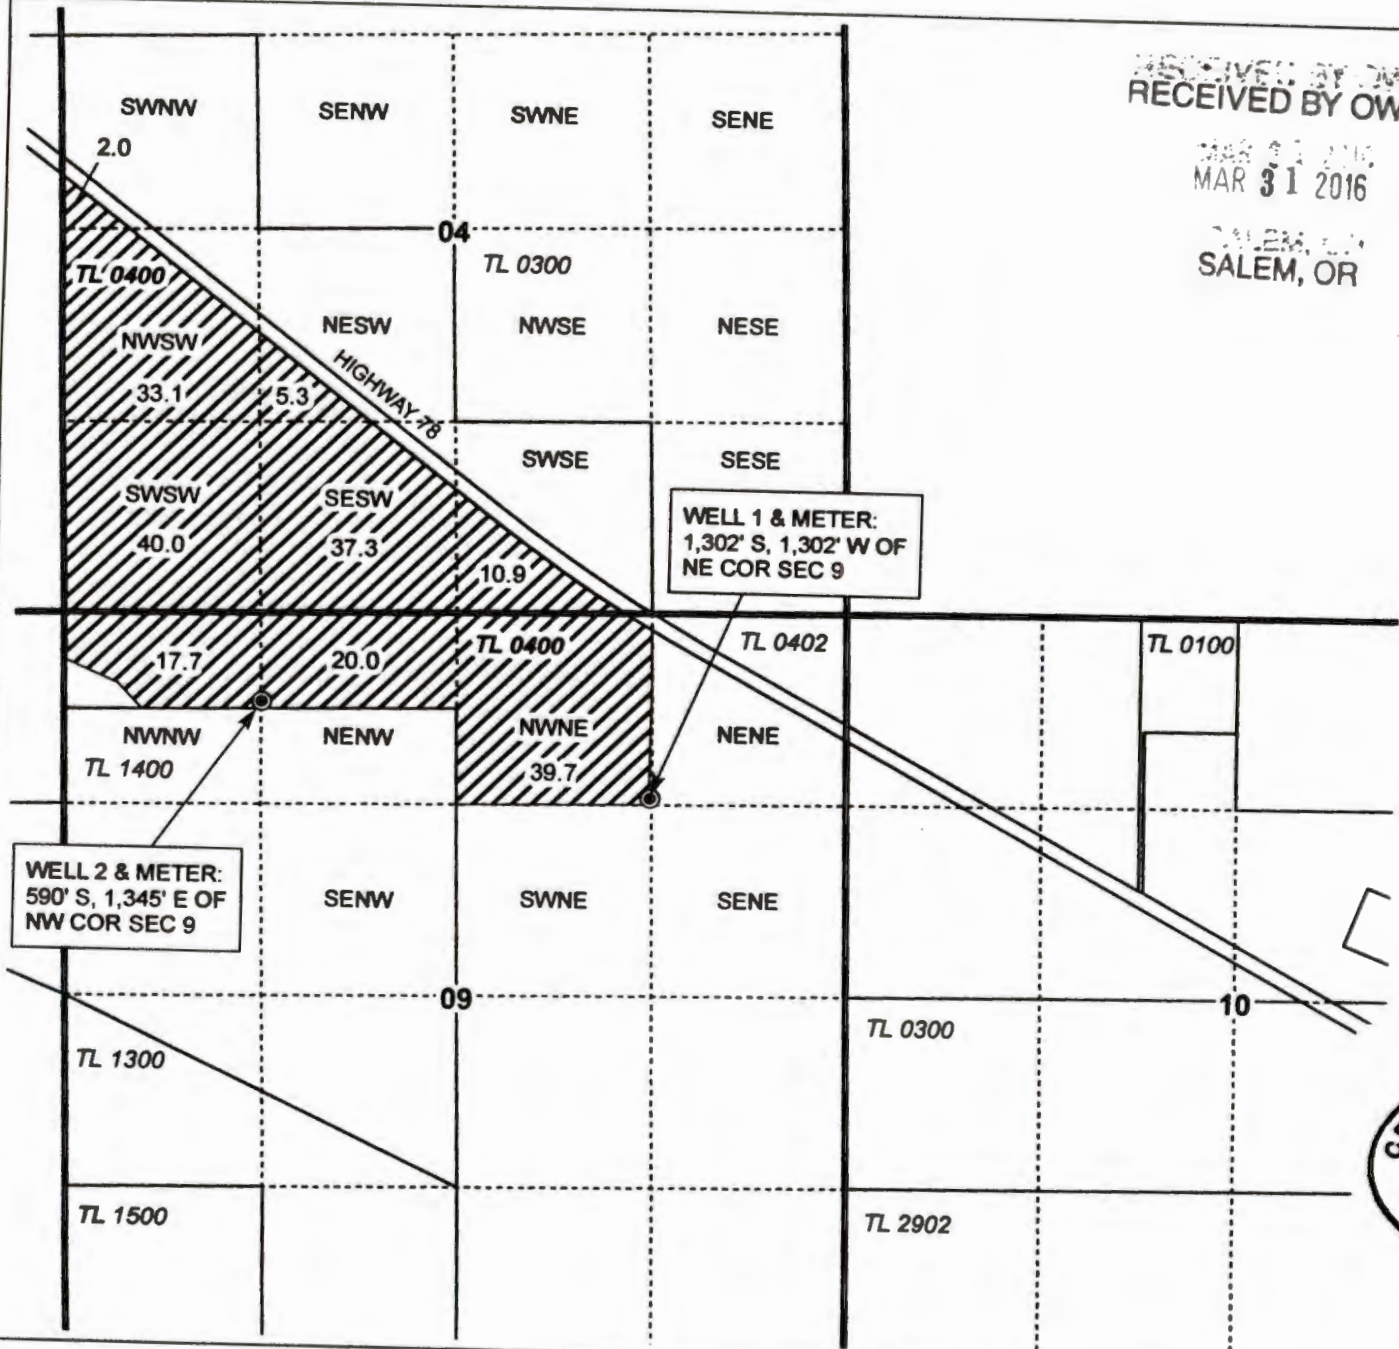 RECEIVED BY OW
MAR 31 2016
SALEM, OR
SWNW
SENW
SWNE
SENE
2.0
04
TL 0300
TL 0400
NWSW
33.1
5.3
NESW
NWSE
NESE
HIGHWAY 78
SWSW
40.0
SESW
37.3
SWSE
SESE
10.9
WELL 1 & METER:
1,302' S, 1,302' W OF
NE COR SEC 9
17.7
20.0
TL 0400
TL 0402
TL 0100
NWNW
NENW
NWNE
39.7
NENE
TL 1400
WELL 2 & METER:
590' S, 1,345' E OF
NW COR SEC 9
SENW
SWNE
SENE
09
10
TL 1300
TL 0300
TL 1500
TL 2902